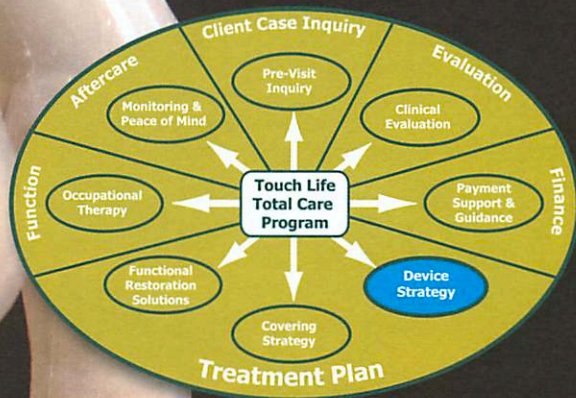 Client Case Inquiry
Pre-Visit
Inquiry
Evaluation
Clinical
Evaluation
Finance
Payment
Support &
Guidance
Device
Strategy
Treatment Plan
Covering
Strategy
Functional
Restoration
Solutions
Function
Occupational
Therapy
Aftercare
Monitoring &
Peace of Mind
Touch Life
Total Care
Program